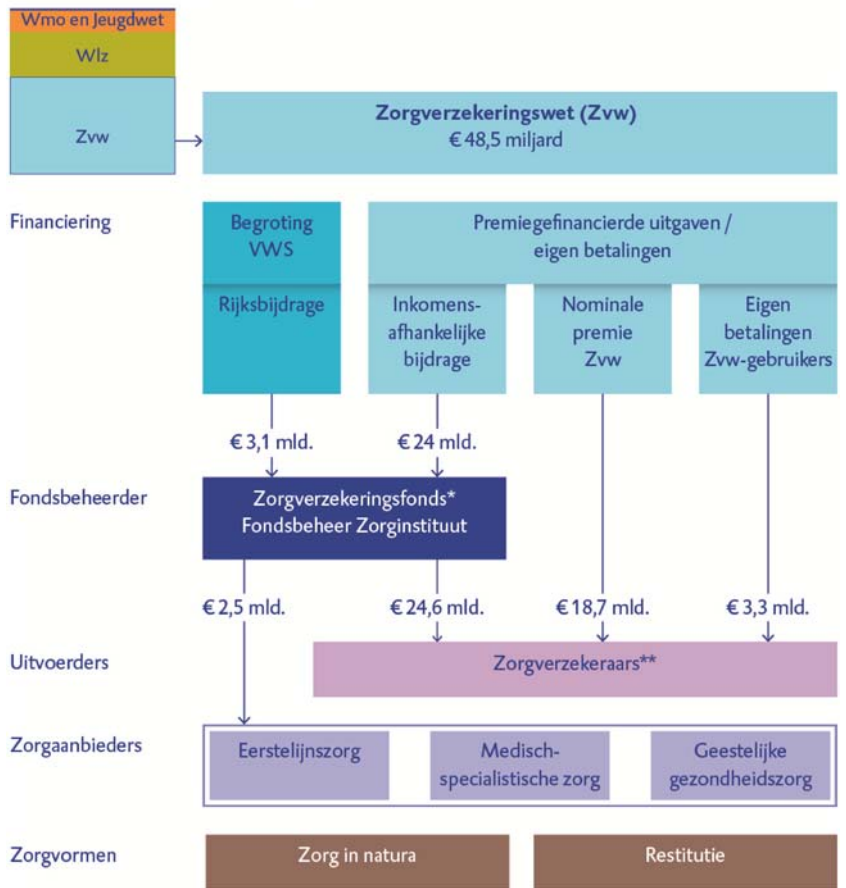 Wmo en Jeugdwet
Wlz
Zvw
Zorgverzekeringswet (Zvw)
€ 48,5 miljard
Financiering
Begroting
VWS
Premiegefinancierde uitgaven /
eigen betalingen
Rijksbijdrage
Inkomens-
afhankelijke
bijdrage
Nominale
premie
Zvw
Eigen
betalingen
Zvw-gebruikers
€ 3,1 mld.
€ 24 mld.
Fondsbeheerder
Zorgverzekeringsfonds*
Fondsbeheer Zorginstituut
€ 2,5 mld.
€ 24,6 mld.
€ 18,7 mld.
€ 3,3 mld.
Uitvoerders
Zorgverzekeraars**
Zorgaanbieders
Eerstelijnszorg
Medisch-
specialistische zorg
Geestelijke
gezondheidszorg
Zorgvormen
Zorg in natura
Restitutie